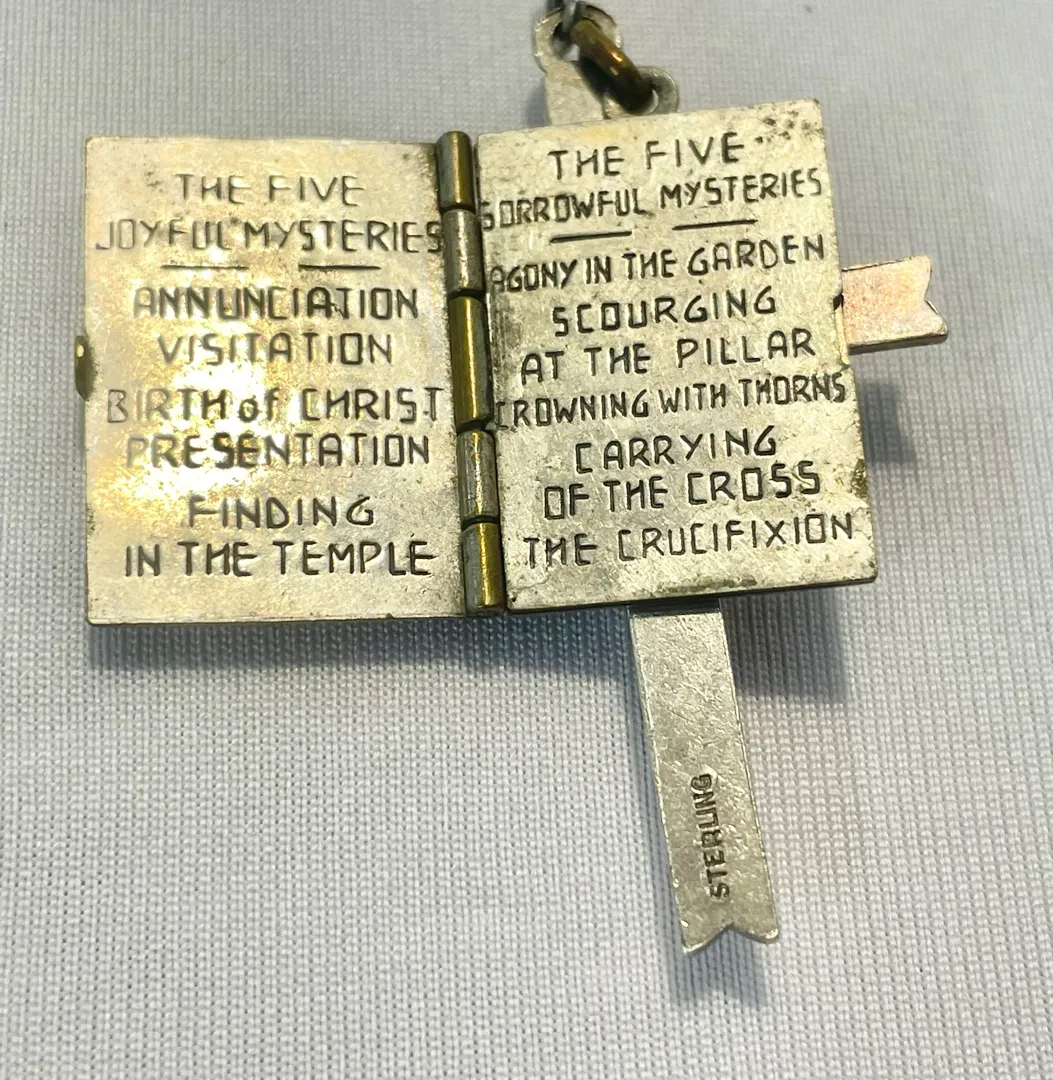 THE FIVE
JOYFUL MYSTERIES
ANNUNCIATION
VISITATION
BIRTH of CHRIST
PRESENTATION
FINDING
IN THE TEMPLE
THE FIVE
SORROWFUL MYSTERIES
AGONY IN THE GARDEN
SCOURGING
AT THE PILLAR
CROWNING WITH THORNS
CARRYING
OF THE CROSS
THE CRUCIFIXION
STERLING